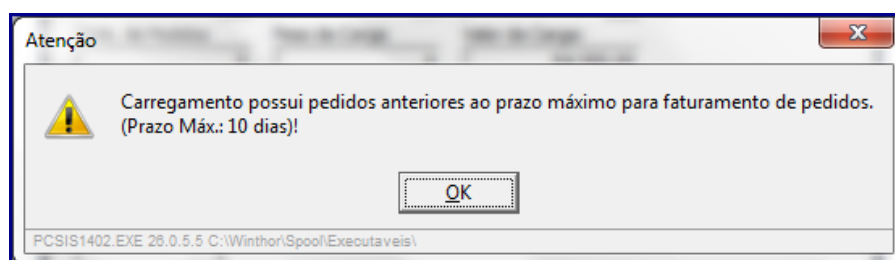 Atenção
Carregamento possui pedidos anteriores ao prazo máximo para faturamento de pedidos.
(Prazo Máx.: 10 dias)!
OK
PCSIS1402.EXE 26.0.5.5 C:\Winthor\Spool\Executaveis\